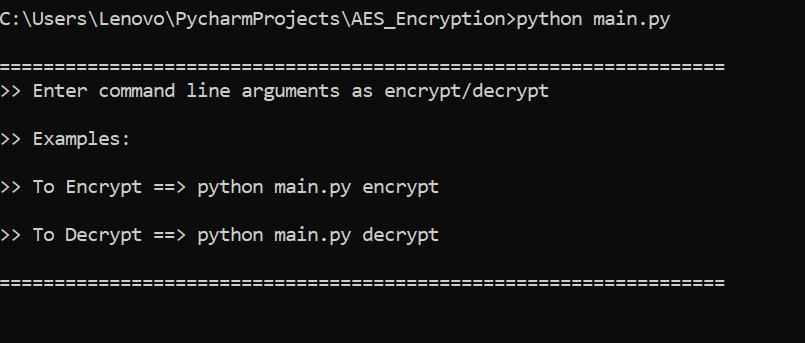 C:\Users\Lenovo\PycharmProjects\AES_Encryption>python main.py
==================================================================
>> Enter command line arguments as encrypt/decrypt
>> Examples:
>> To Encrypt ==> python main.py encrypt
>> To Decrypt ==> python main.py decrypt
==================================================================